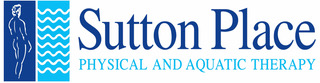 Sutton Place
PHYSICAL AND AQUATIC THERAPY